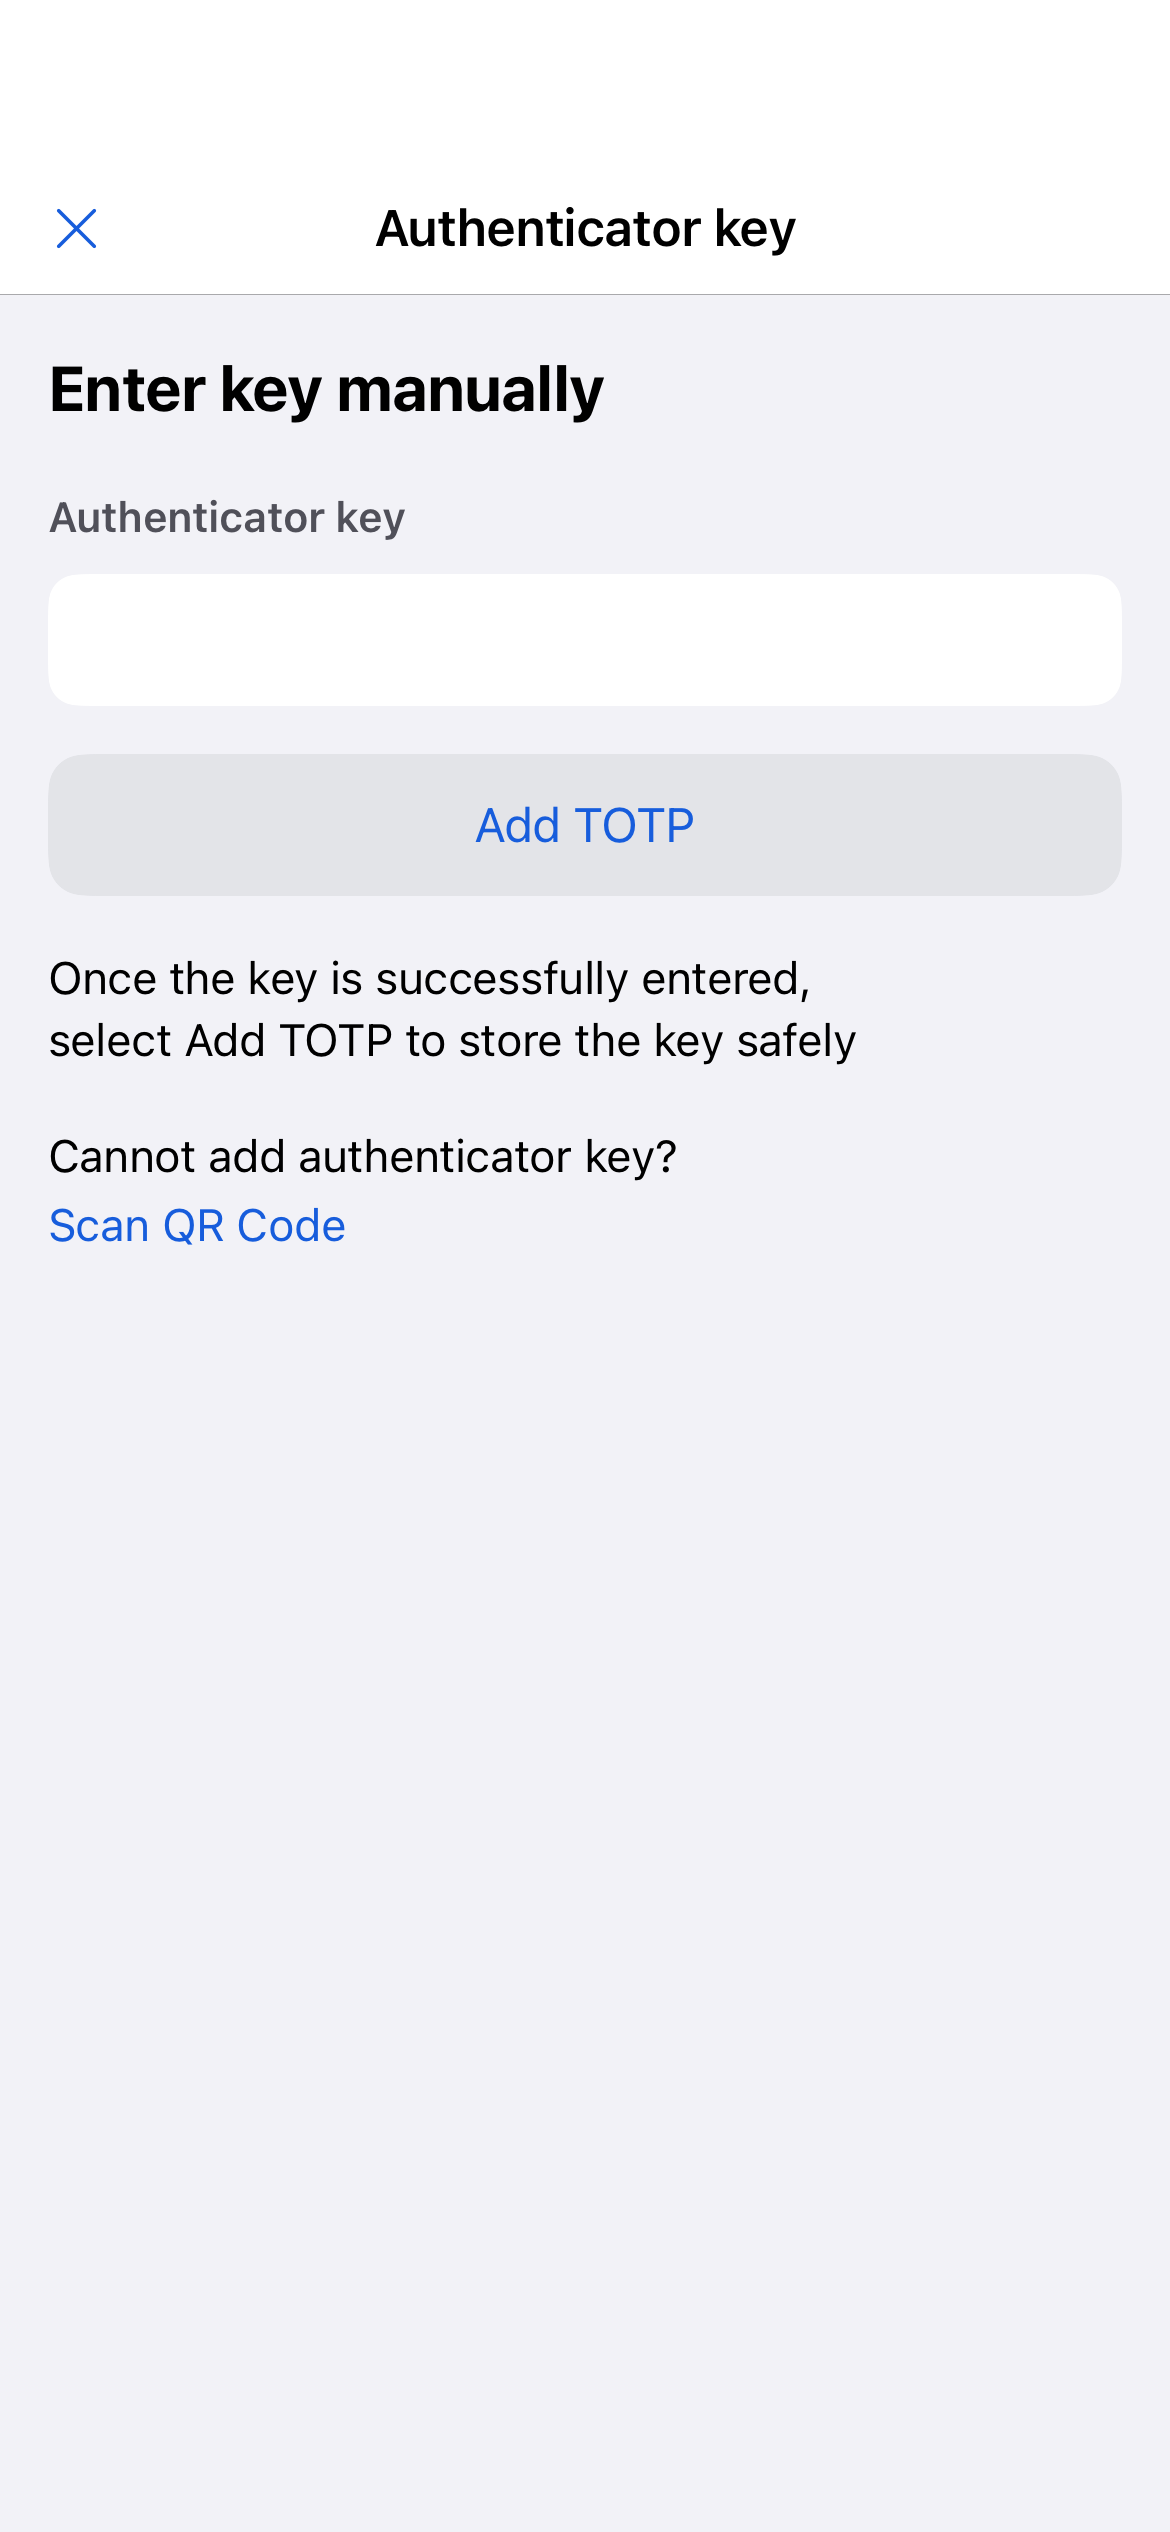 Authenticator key
Enter key manually
Authenticator key
Add TOTP
Once the key is successfully entered,
select Add TOTP to store the key safely
Cannot add authenticator key?
Scan QR Code